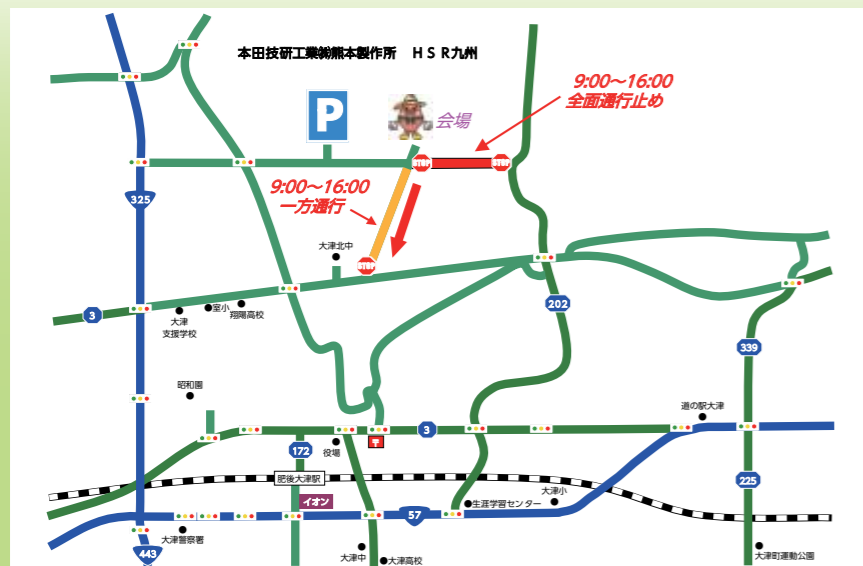 本田技研工業㈱熊本製作所　ＨＳＲ九州
9:00～16:00
全面通行止め
P
会場
STOP
STOP
9:00～16:00
一方通行
325
大津北中
STOP
3
大津
支援学校
室小
翔陽高校
202
339
昭和園
道の駅大津
172
役場
〒
3
肥後大津駅
イオン
225
57
生涯学習センター
大津小
大津警察署
443
大津中
大津高校
大津町運動公園